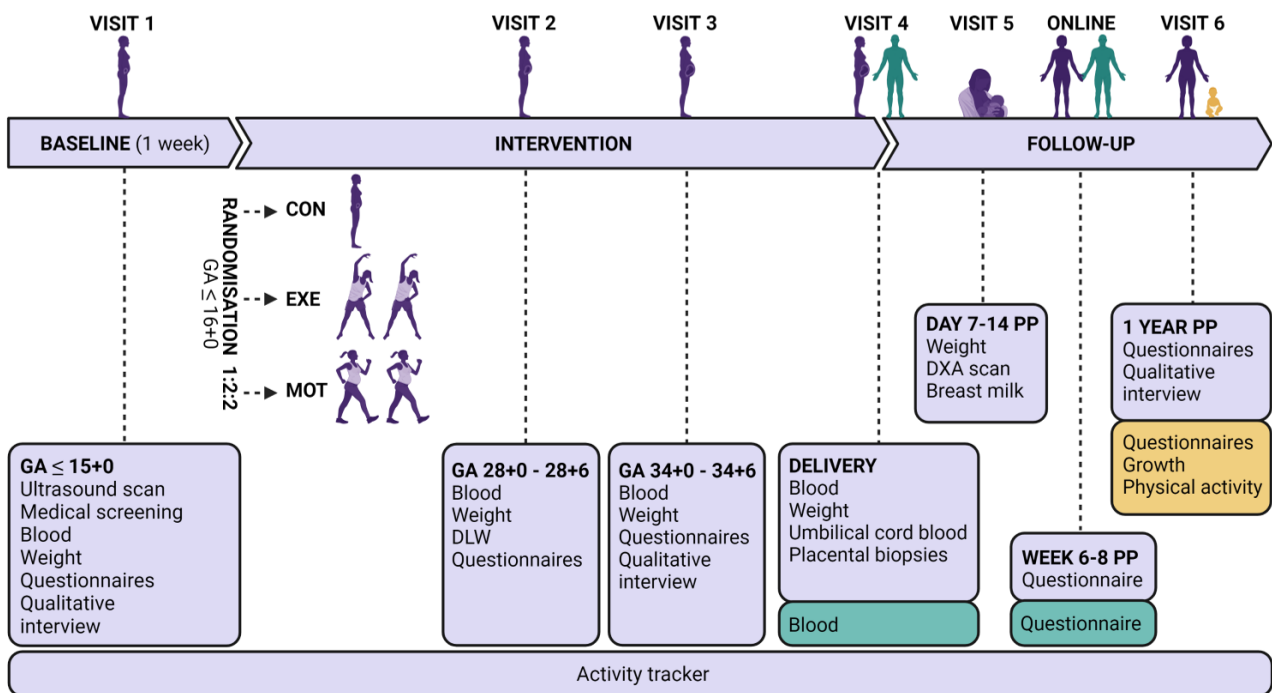 VISIT 1
VISIT 2
VISIT 3
VISIT 4
VISIT 5
ONLINE
VISIT 6
BASELINE (1 week)
INTERVENTION
FOLLOW-UP
RANDOMISATION 1:2:2
GA ≤ 16+0
CON
EXE
MOT
GA ≤ 15+0
Ultrasound scan
Medical screening
Blood
Weight
Questionnaires
Qualitative
interview
GA 28+0 - 28+6
Blood
Weight
DLW
Questionnaires
GA 34+0 - 34+6
Blood
Weight
Questionnaires
Qualitative
interview
DELIVERY
Blood
Weight
Umbilical cord blood
Placental biopsies
Blood
DAY 7-14 PP
Weight
DXA scan
Breast milk
WEEK 6-8 PP
Questionnaire
Questionnaire
1 YEAR PP
Questionnaires
Qualitative
interview
Questionnaires
Growth
Physical activity
Activity tracker